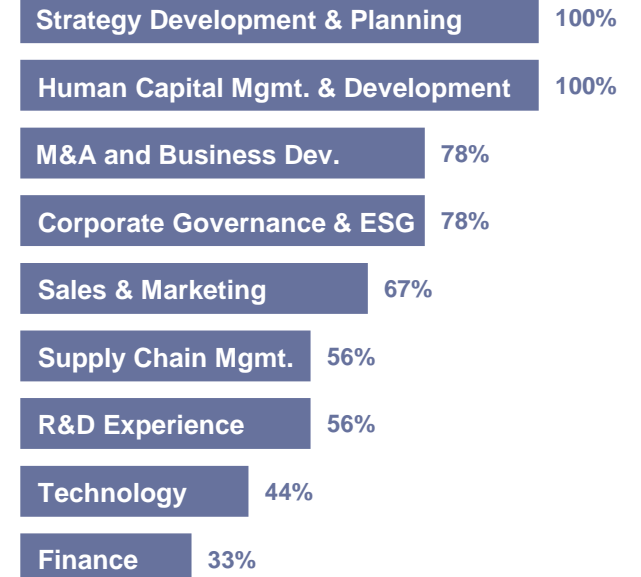 Strategy Development & Planning 100%
Human Capital Mgmt. & Development 100%
M&A and Business Dev. 78%
Corporate Governance & ESG 78%
Sales & Marketing 67%
Supply Chain Mgmt. 56%
R&D Experience 56%
Technology 44%
Finance 33%